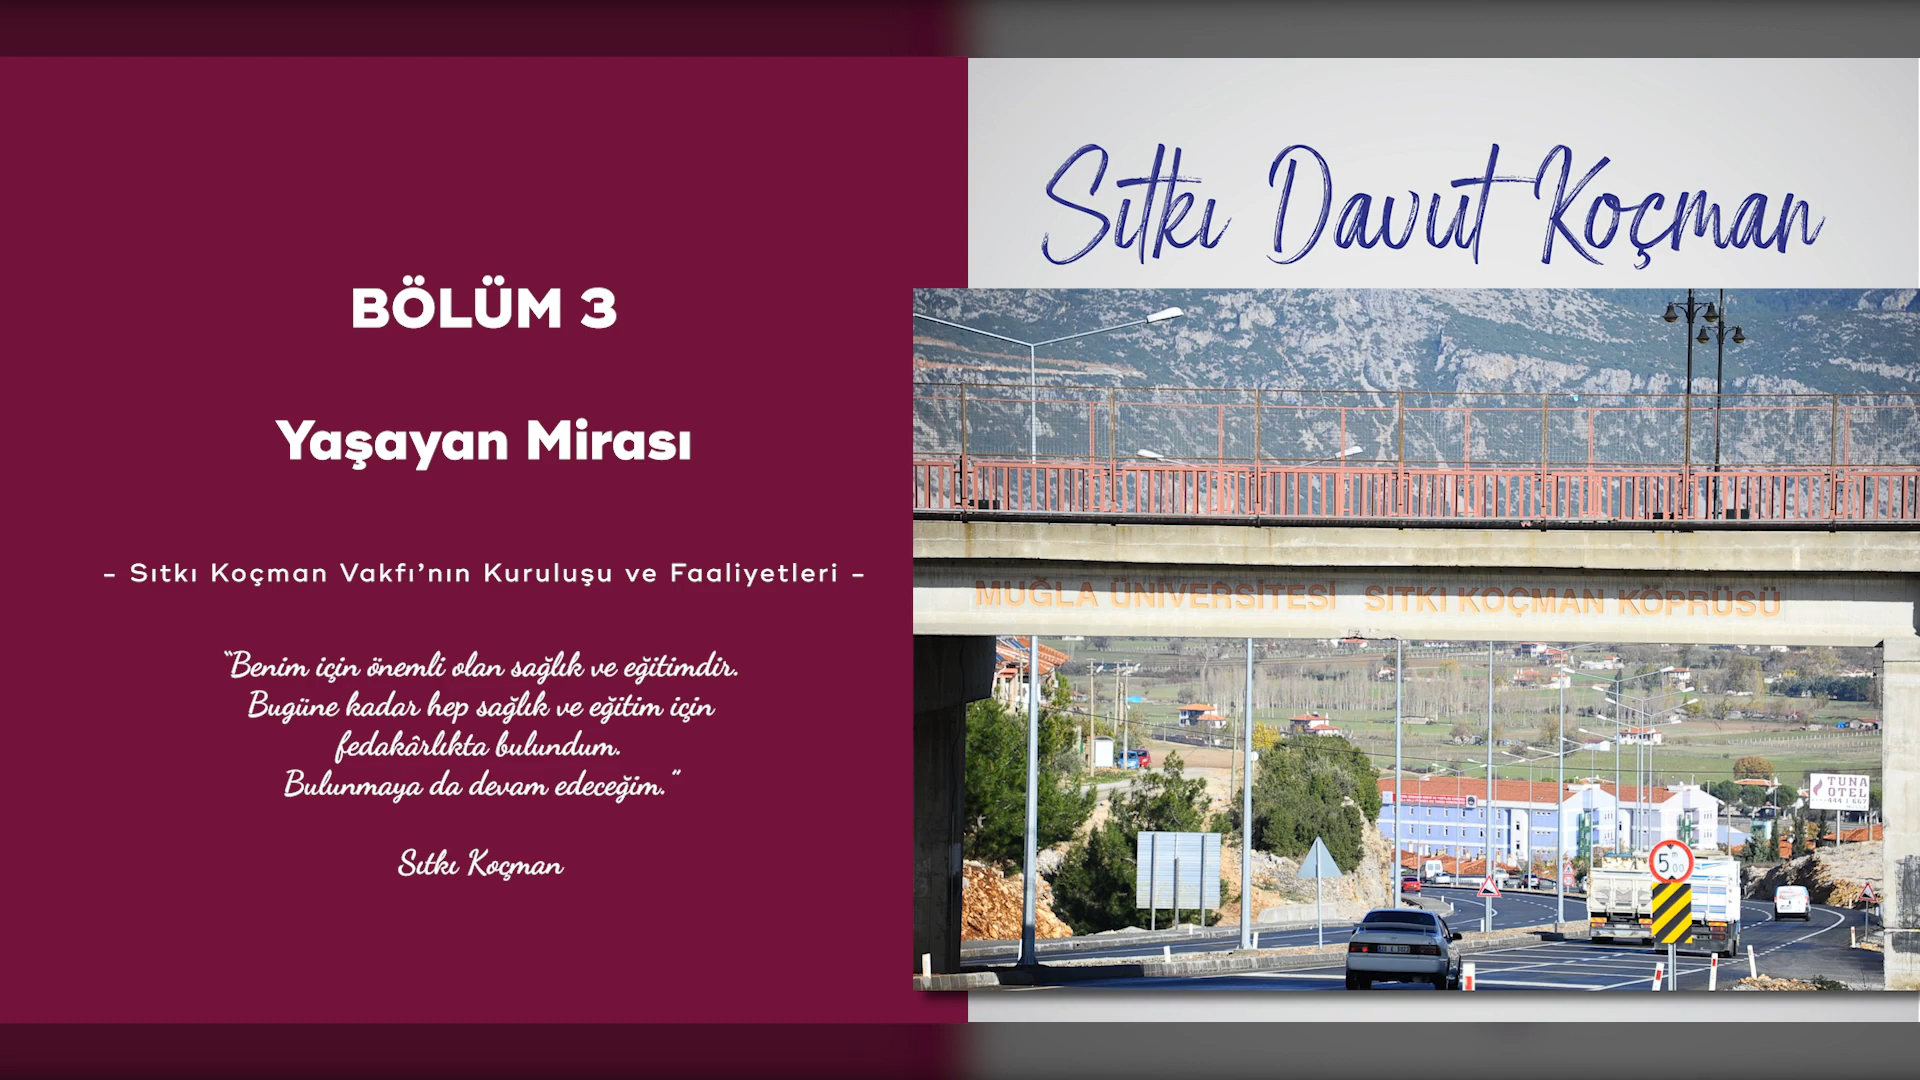 BÖLÜM 3
Yaşayan Mirası
- Sıtkı Koçman Vakfı’nın Kuruluşu ve Faaliyetleri -
“Benim için önemli olan sağlık ve eğitimdir.
Bugüne kadar hep sağlık ve eğitim için
fedakârlıkta bulundum.
Bulunmaya da devam edeceğim.”
Sıtkı Koçman
Sıtkı Davut Koçman
MUĞLA ÜNİVERSİTESİ SITKI KOÇMAN KÖPRÜSÜ
TUNA
OTEL
5.00